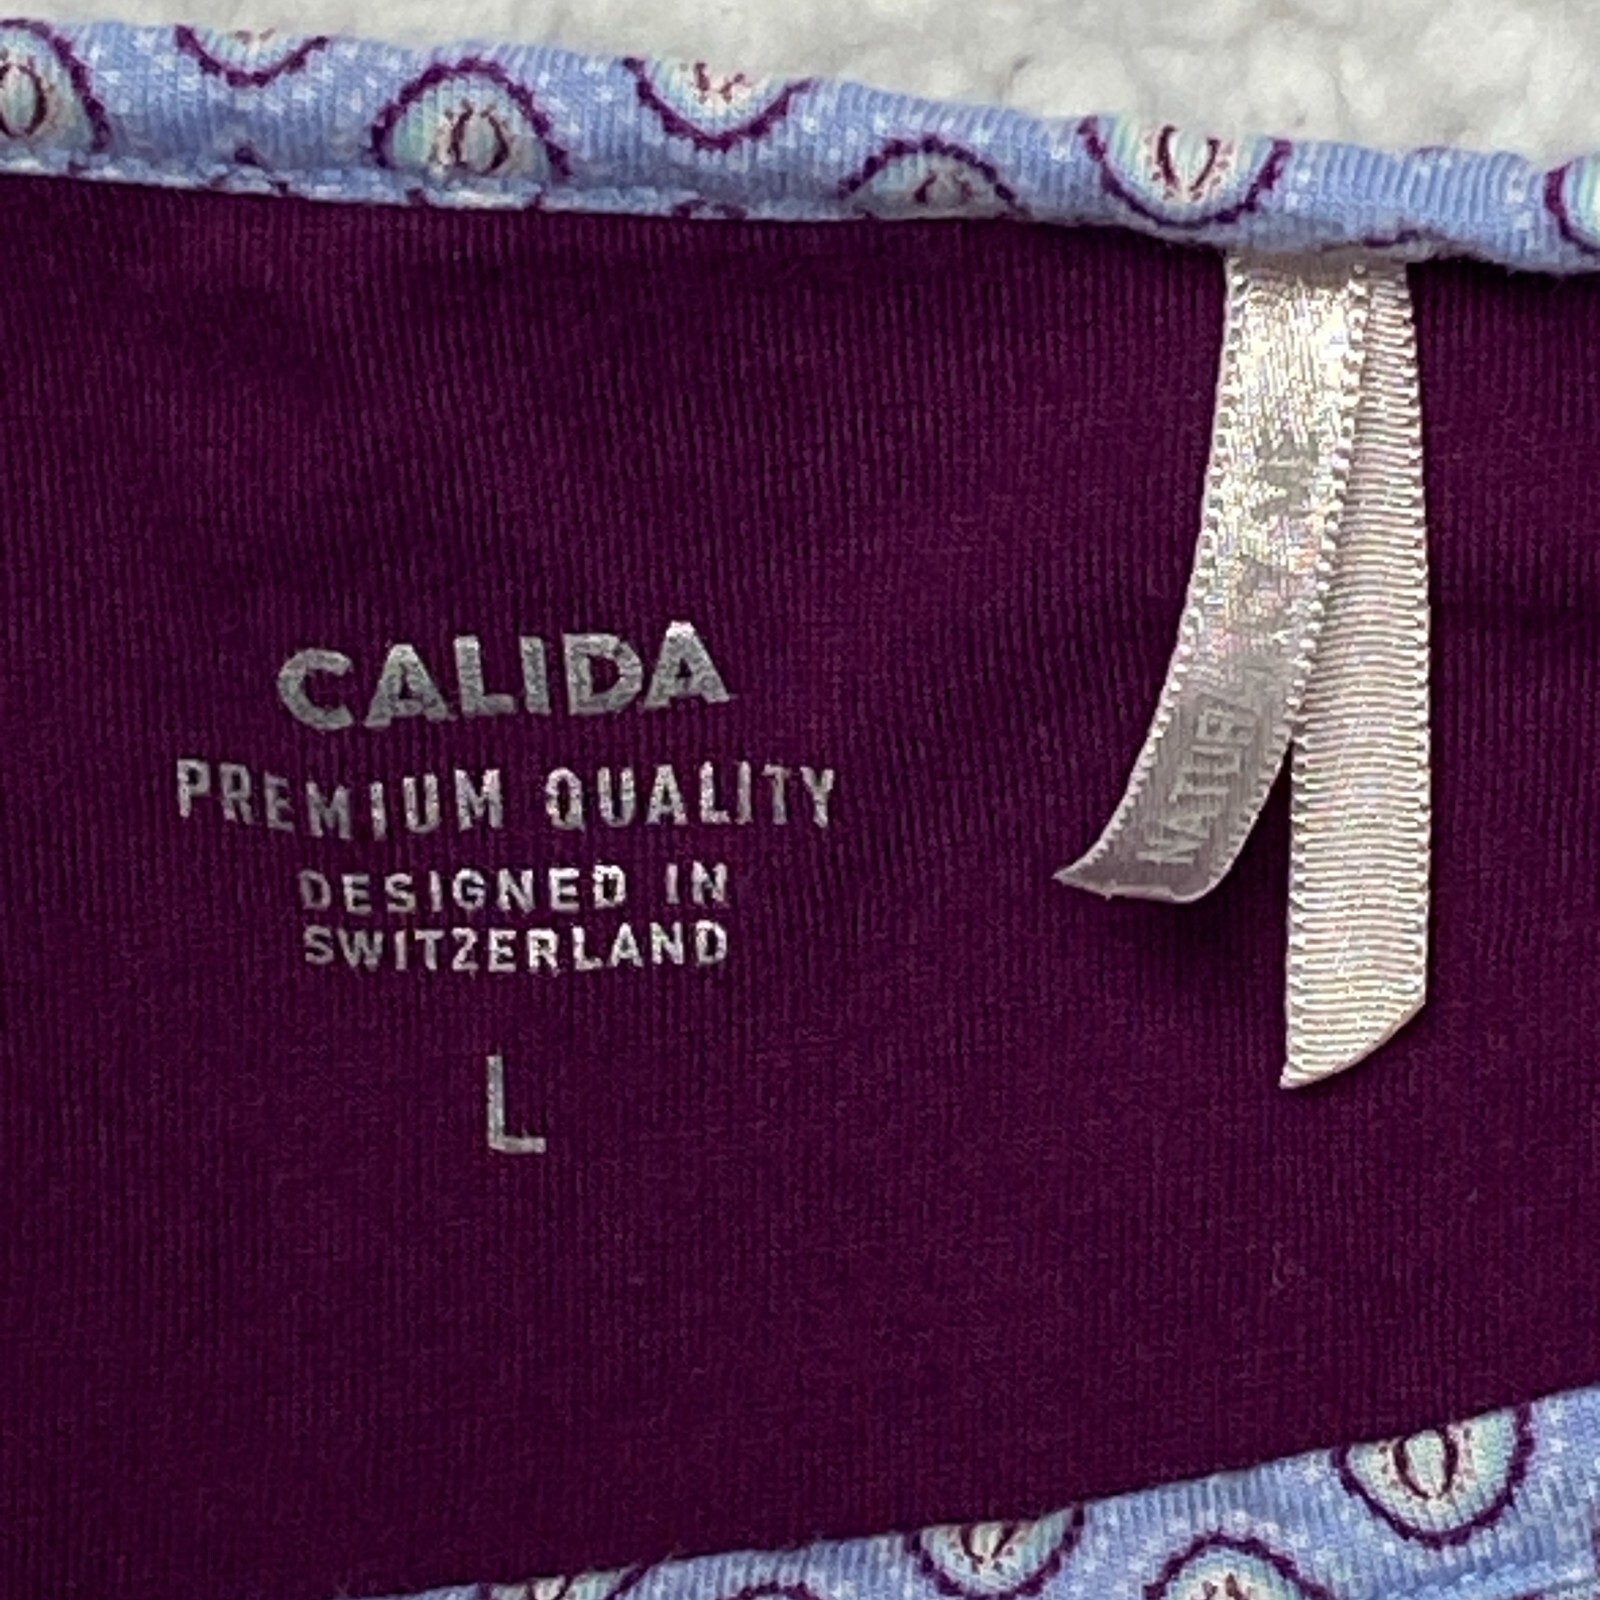 CALIDA
PREMIUM QUALITY
DESIGNED IN
SWITZERLAND
L